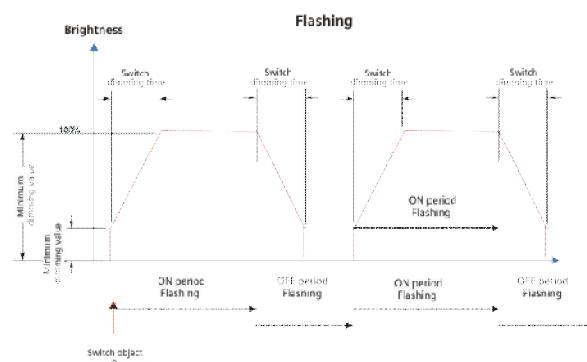 Flashing
Brightness
Switch
dimming time
Switch
dimming time
Switch
dimming time
Switch
dimming time
100%
Minimum
dimming value
Minimum
dimming value
ON period
Flashing
ON period
Flashing
OFF period
Flashing
ON period
Flashing
OFF period
Flashing
Switch object